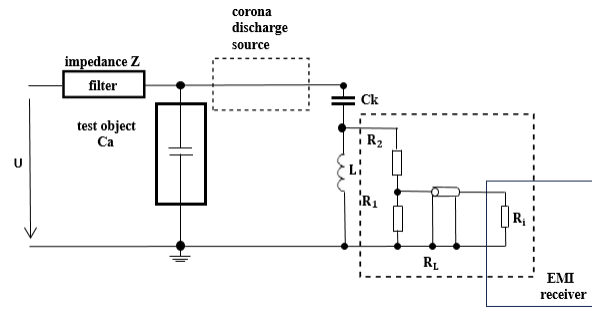 corona
discharge
source
impedance Z
filter
test object
Ca
U
Ck
R2
L
R1
Ri
RL
EMI
receiver